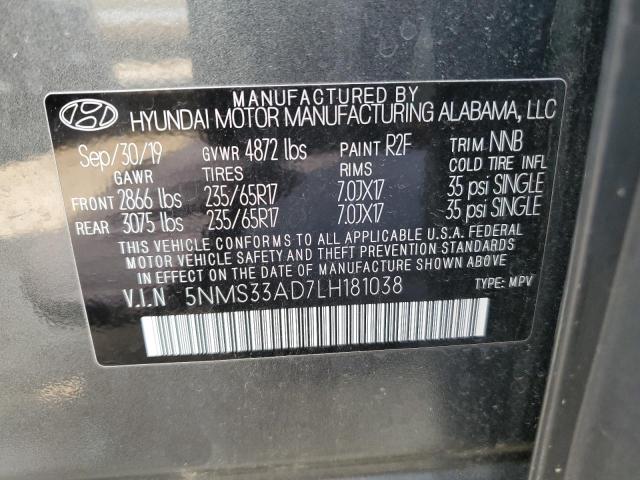 MANUFACTURED BY
HYUNDAI MOTOR MANUFACTURING ALABAMA, LLC
Sep/30/19 GVWR 4872 lbs PAINT R2F TRIM NNB
GAWR TIRES RIMS COLD TIRE INFL
FRONT 2866 lbs 235/65R17 7.0JX17 35 psi SINGLE
REAR 3075 lbs 235/65R17 7.0JX17 35 psi SINGLE
THIS VEHICLE CONFORMS TO ALL APPLICABLE U.S.A. FEDERAL
MOTOR VEHICLE SAFETY AND THEFT PREVENTION STANDARDS
IN EFFECT ON THE DATE OF MANUFACTURE SHOWN ABOVE.
V.I.N 5NMS33AD7LH181038 TYPE: MPV